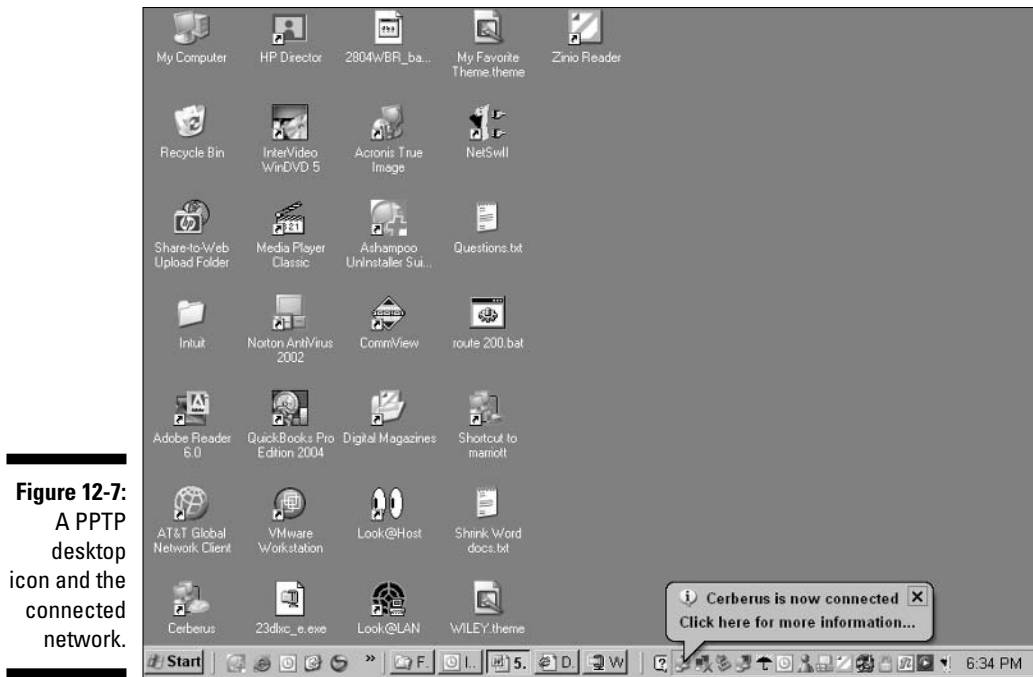 My Computer
HP Director
2804WBR_ba...
My Favorite
Theme.theme
Zinio Reader
Recycle Bin
InterVideo
WinDVD 5
Acronis True
Image
NetSwII
Share-to-Web
Upload Folder
Media Player
Classic
Ashampoo
UnInstaller Sui...
Questions.txt
Intuit
Norton AntiVirus
2002
CommView
route 200.bat
Adobe Reader
6.0
QuickBooks Pro
Edition 2004
Digital Magazines
Shortcut to
marriott
AT&T Global
Network Client
VMware
Workstation
Look@Host
Shrink Word
docs.txt
Cerberus
23dlxc_e.exe
Look@LAN
WILEY.theme
Cerberus is now connected
Click here for more information...
Start
F.
I..
5.
D.
W
6:34 PM
Figure 12-7:
A PPTP
desktop
icon and the
connected
network.